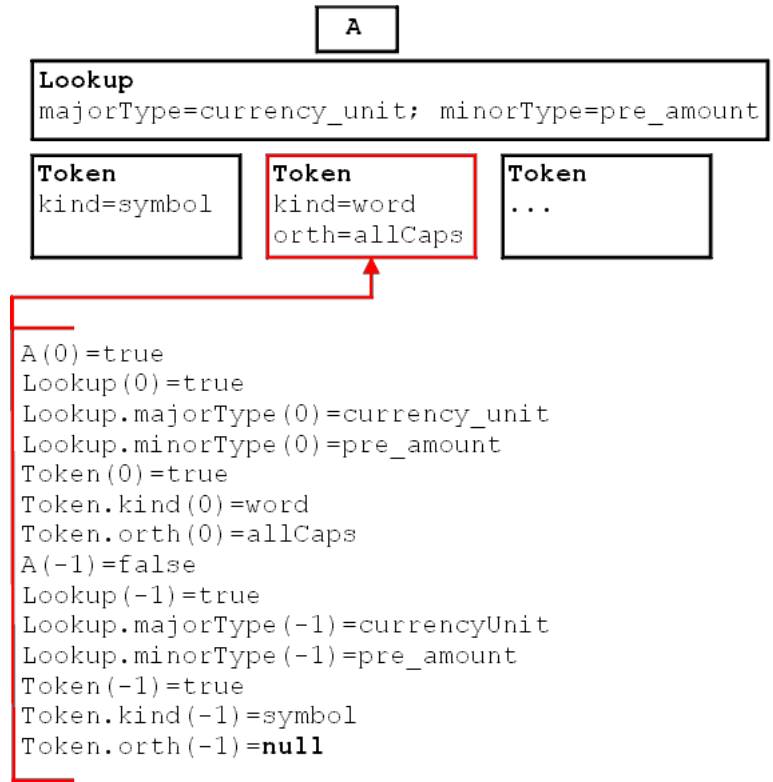 A
Lookup
majorType=currency_unit; minorType=pre_amount
Token
kind=symbol
Token
kind=word
orth=allCaps
Token
...
A(0)=true
Lookup(0)=true
Lookup.majorType(0)=currency_unit
Lookup.minorType(0)=pre_amount
Token(0)=true
Token.kind(0)=word
Token.orth(0)=allCaps
A(-1)=false
Lookup(-1)=true
Lookup.majorType(-1)=currencyUnit
Lookup.minorType(-1)=pre_amount
Token(-1)=true
Token.kind(-1)=symbol
Token.orth(-1)=null